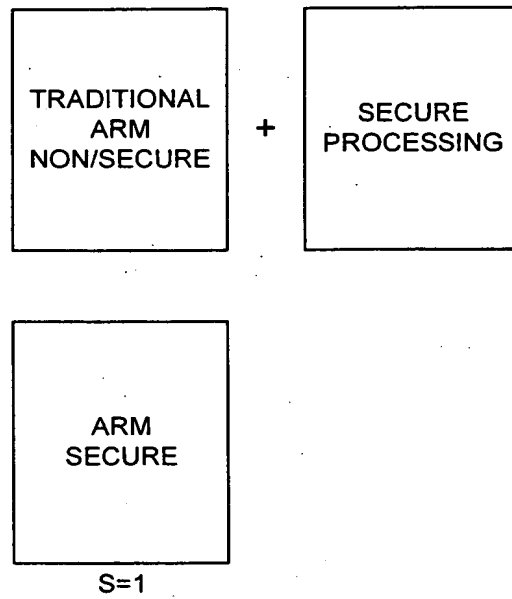 TRADITIONAL
ARM
NON/SECURE
+
SECURE
PROCESSING
ARM
SECURE
S=1